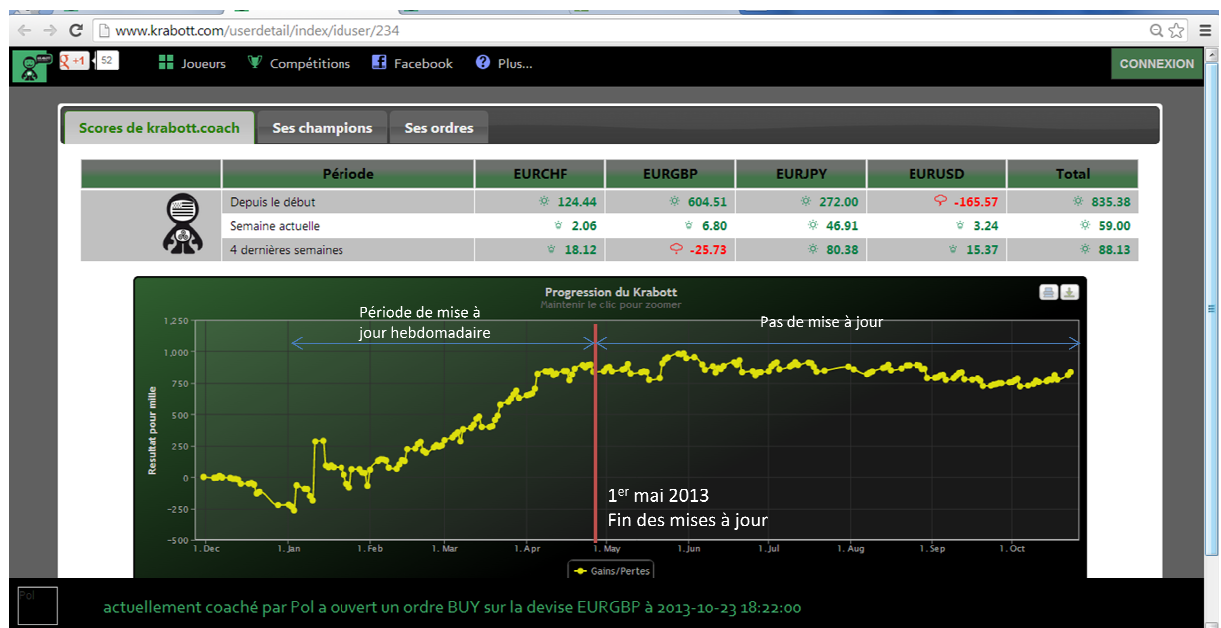 www.krabott.com/userdetail/index/iduser/234
+1 52 Joueurs Compétitions Facebook Plus... CONNEXION
Scores de krabott.coach Ses champions Ses ordres
Période EURCHF EURGBP EURJPY EURUSD Total
Depuis le début 124.44 604.51 272.00 -165.57 835.38
Semaine actuelle 2.06 6.80 46.91 3.24 59.00
4 dernières semaines 18.12 -25.73 80.38 15.37 88.13
Progression du Krabott
Maintenir le clic pour zoomer
Période de mise à
jour hebdomadaire
Pas de mise à jour
Resultat pour mille
1,250
1,000
750
500
250
0
-250
-500
1er mai 2013
Fin des mises à jour
1. Dec 1. Jan 1. Feb 1. Mar 1. Apr 1. May 1. Jun 1. Jul 1. Aug 1. Sep 1. Oct
Gains/Pertes
Pol
actuellement coaché par Pol a ouvert un ordre BUY sur la devise EURGBP à 2013-10-23 18:22:00